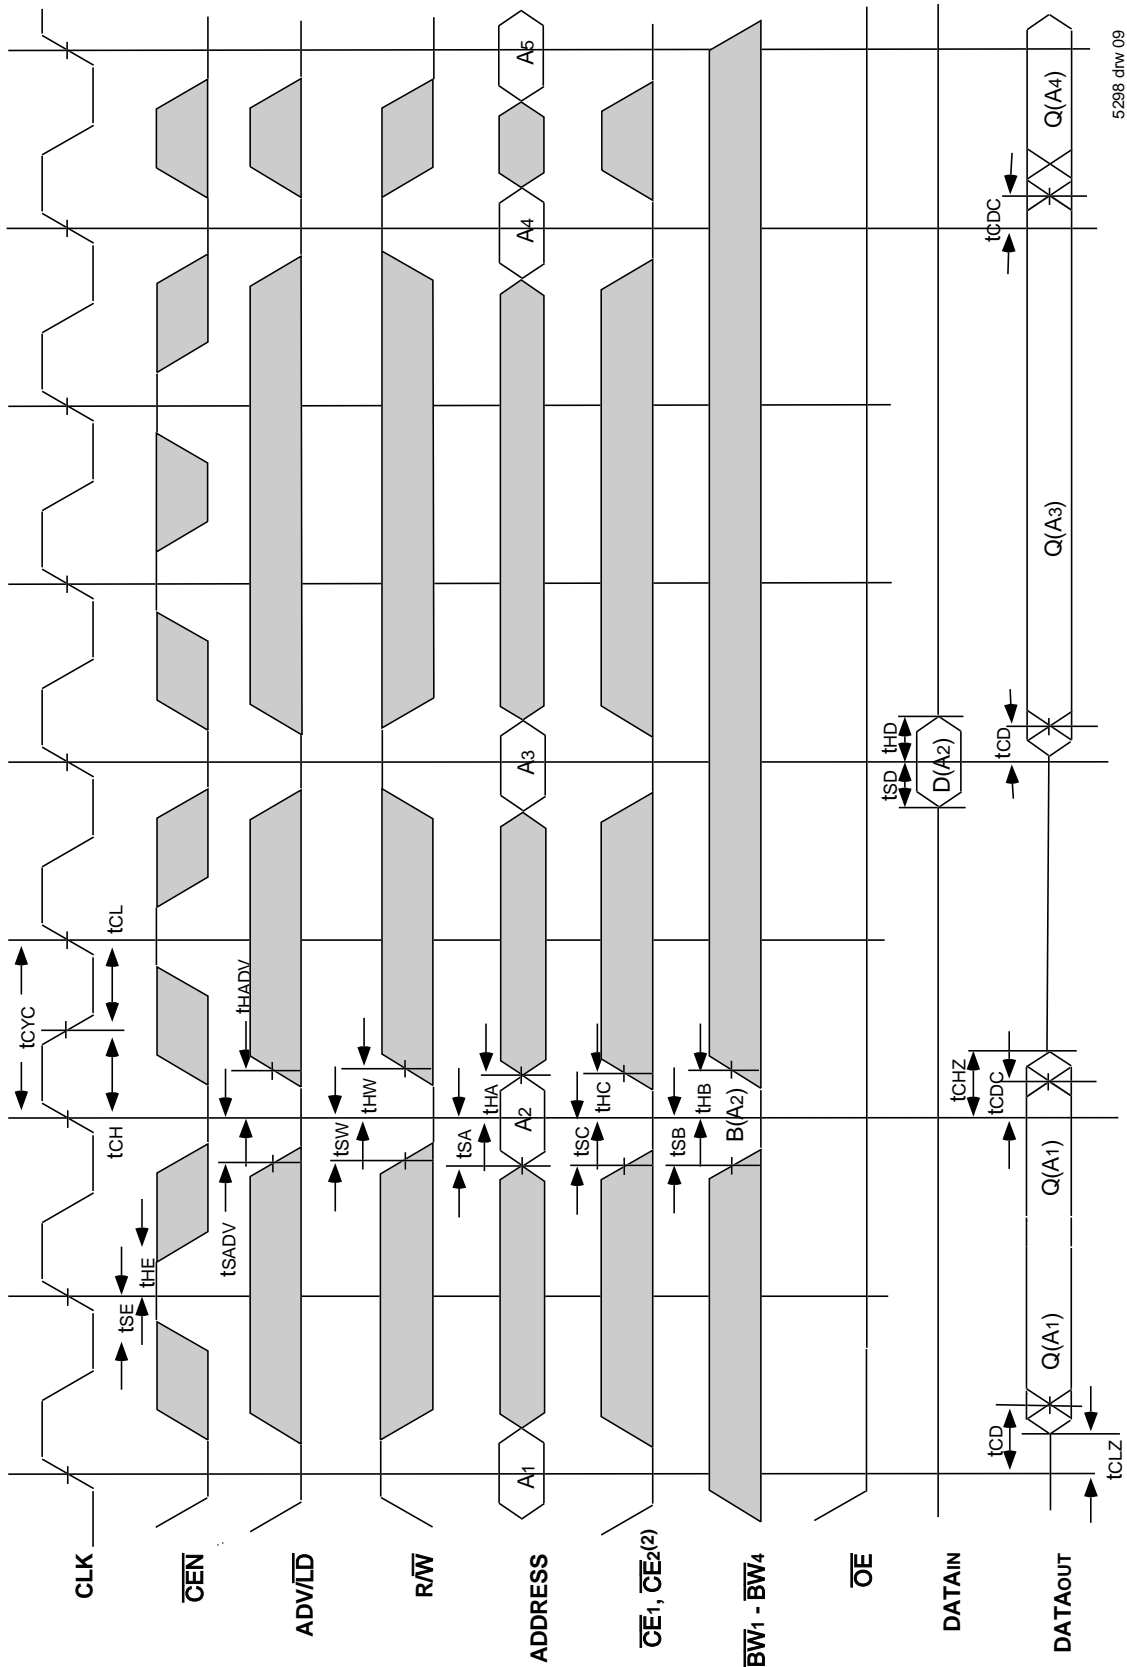 tCYC
tCH
tCL
CLK
tSE
tHE
CEN
tSADV
tHADV
ADV/LD
tSW
tHW
R/W
tSA
tHA
A1
A2
A3
A4
A5
ADDRESS
tSC
tHC
CE1, CE2(2)
tSB
tHB
B(A2)
BW1 - BW4
OE
tSD
tHD
D(A2)
DATAIN
tCD
tCHZ
tCDC
tCD
tCDC
Q(A1)
Q(A1)
Q(A3)
Q(A4)
DATAOUT
tCLZ
5298 drw 09